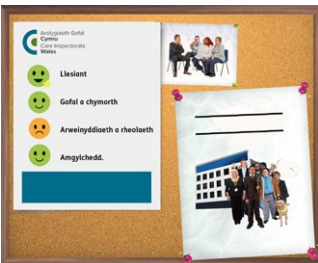 Arolygiaeth Gofal
Cymru
Care Inspectorate
Wales
Llesiant
Gofal a chymorth
Arweinyddiaeth a rheolaeth
Amgylchedd.